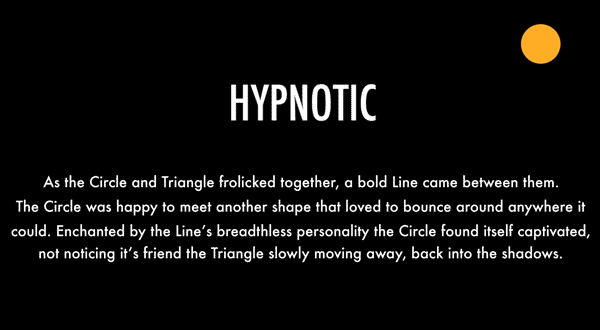 HYPNOTIC
As the Circle and Triangle frolicked together, a bold Line came between them.
The Circle was happy to meet another shape that loved to bounce around anywhere it
could. Enchanted by the Line’s breadthless personality the Circle found itself captivated,
not noticing it’s friend the Triangle slowly moving away, back into the shadows.